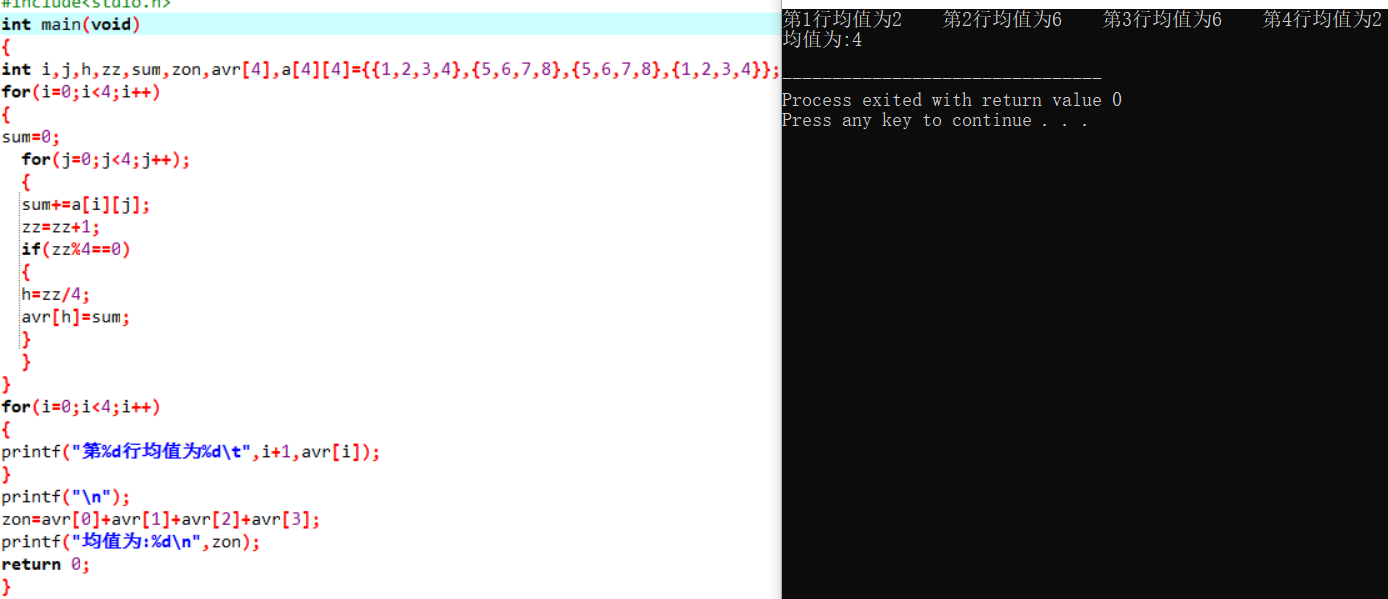 #include<stdio.h>
int main(void)
{
int i,j,h,zz,sum,zon,avr[4],a[4][4]={{1,2,3,4},{5,6,7,8},{5,6,7,8},{1,2,3,4}};
for(i=0;i<4;i++)
{
sum=0;
for(j=0;j<4;j++);
{
sum+=a[i][j];
zz=zz+1;
if(zz%4==0)
{
h=zz/4;
avr[h]=sum;
}
}
}
for(i=0;i<4;i++)
{
printf("第%d行均值为%d\t",i+1,avr[i]);
}
printf("\n");
zon=avr[0]+avr[1]+avr[2]+avr[3];
printf("均值为:%d\n",zon);
return 0;
}
第1行均值为2 第2行均值为6 第3行均值为6 第4行均值为2
均值为:4
--------------------------------
Process exited with return value 0
Press any key to continue . . .